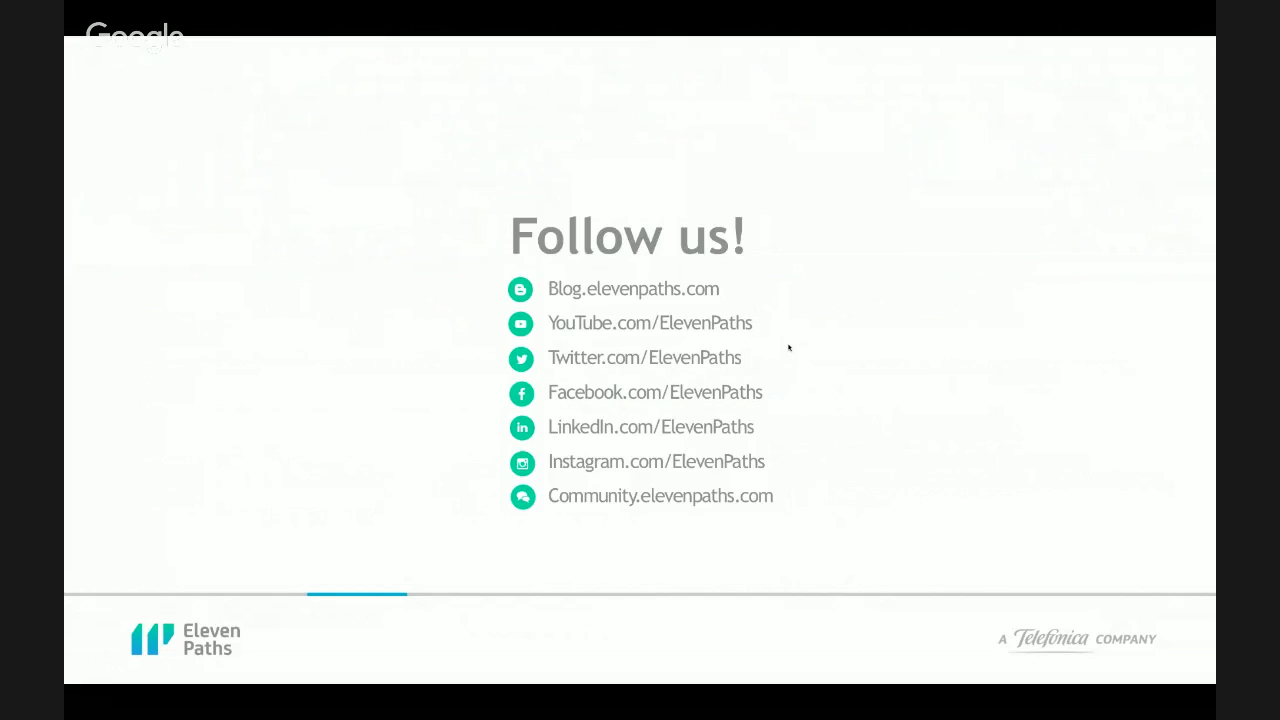 Google
Follow us!
Blog.elevenpaths.com
YouTube.com/ElevenPaths
Twitter.com/ElevenPaths
Facebook.com/ElevenPaths
LinkedIn.com/ElevenPaths
Instagram.com/ElevenPaths
Community.elevenpaths.com
Eleven
Paths
A Telefónica COMPANY